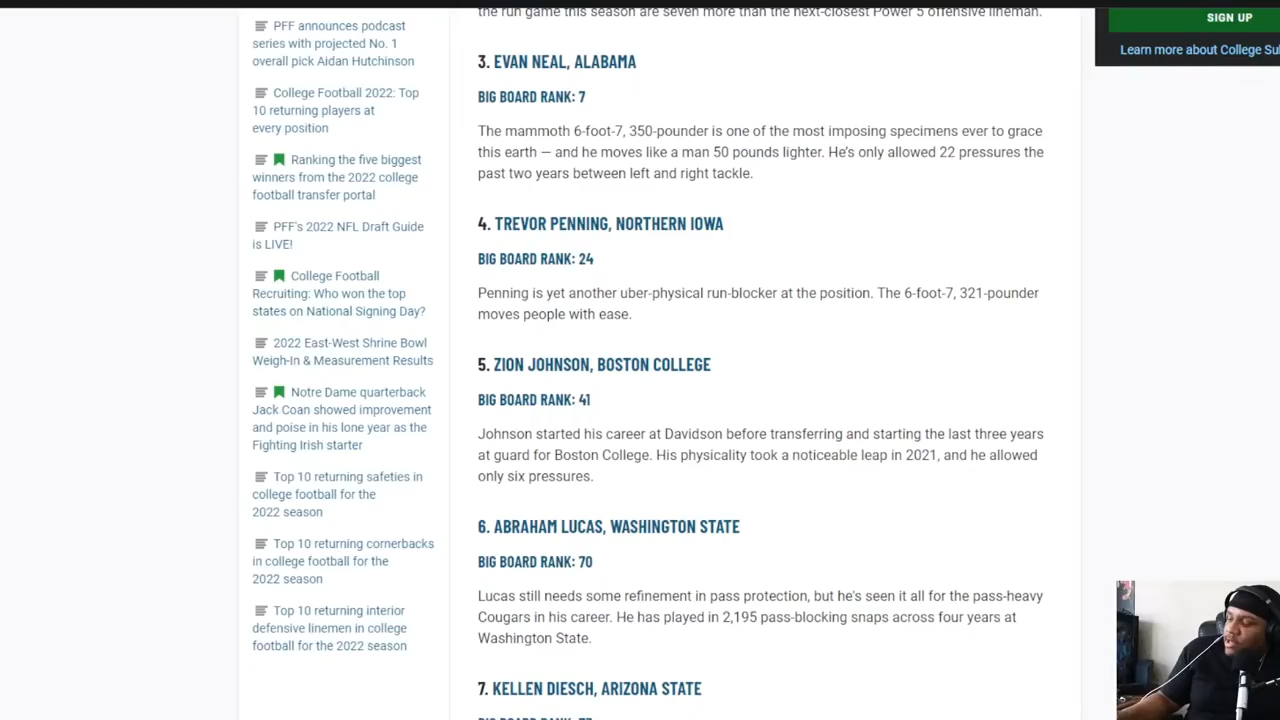 PFF announces podcast
series with projected No. 1
overall pick Aidan Hutchinson
College Football 2022: Top
10 returning players at
every position
Ranking the five biggest
winners from the 2022 college
football transfer portal
PFF's 2022 NFL Draft Guide
is LIVE!
College Football
Recruiting: Who won the top
states on National Signing Day?
2022 East-West Shrine Bowl
Weigh-In & Measurement Results
Notre Dame quarterback
Jack Coan showed improvement
and poise in his lone year as the
Fighting Irish starter
Top 10 returning safeties in
college football for the
2022 season
Top 10 returning cornerbacks
in college football for the
2022 season
Top 10 returning interior
defensive linemen in college
football for the 2022 season
the run game this season are seven more than the next-closest Power 5 offensive lineman.
3. EVAN NEAL, ALABAMA
BIG BOARD RANK: 7
The mammoth 6-foot-7, 350-pounder is one of the most imposing specimens ever to grace
this earth — and he moves like a man 50 pounds lighter. He's only allowed 22 pressures the
past two years between left and right tackle.
4. TREVOR PENNING, NORTHERN IOWA
BIG BOARD RANK: 24
Penning is yet another uber-physical run-blocker at the position. The 6-foot-7, 321-pounder
moves people with ease.
5. ZION JOHNSON, BOSTON COLLEGE
BIG BOARD RANK: 41
Johnson started his career at Davidson before transferring and starting the last three years
at guard for Boston College. His physicality took a noticeable leap in 2021, and he allowed
only six pressures.
6. ABRAHAM LUCAS, WASHINGTON STATE
BIG BOARD RANK: 70
Lucas still needs some refinement in pass protection, but he's seen it all for the pass-heavy
Cougars in his career. He has played in 2,195 pass-blocking snaps across four years at
Washington State.
7. KELLEN DIESCH, ARIZONA STATE
SIGN UP
Learn more about College